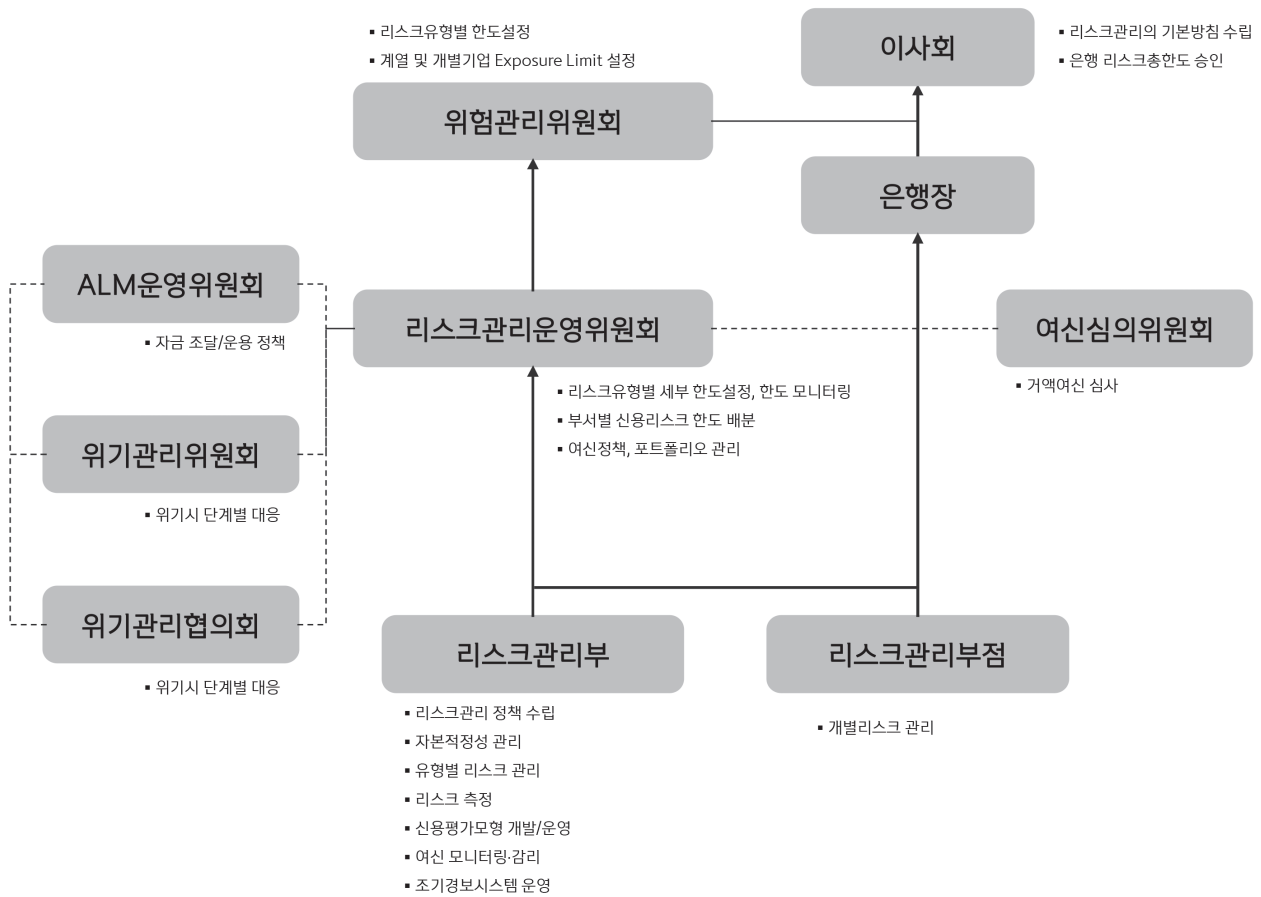 ▪ 리스크유형별 한도설정
▪ 계열 및 개별기업 Exposure Limit 설정
위험관리위원회
이사회
▪ 리스크관리의 기본방침 수립
▪ 은행 리스크총한도 승인
은행장
ALM운영위원회
▪ 자금 조달/운용 정책
리스크관리운영위원회
▪ 리스크유형별 세부 한도설정, 한도 모니터링
▪ 부서별 신용리스크 한도 배분
▪ 여신정책, 포트폴리오 관리
여신심의위원회
▪ 거액여신 심사
위기관리위원회
▪ 위기시 단계별 대응
위기관리협의회
▪ 위기시 단계별 대응
리스크관리부
▪ 리스크관리 정책 수립
▪ 자본적정성 관리
▪ 유형별 리스크 관리
▪ 리스크 측정
▪ 신용평가모형 개발/운영
▪ 여신 모니터링·감리
▪ 조기경보시스템 운영
리스크관리부점
▪ 개별리스크 관리